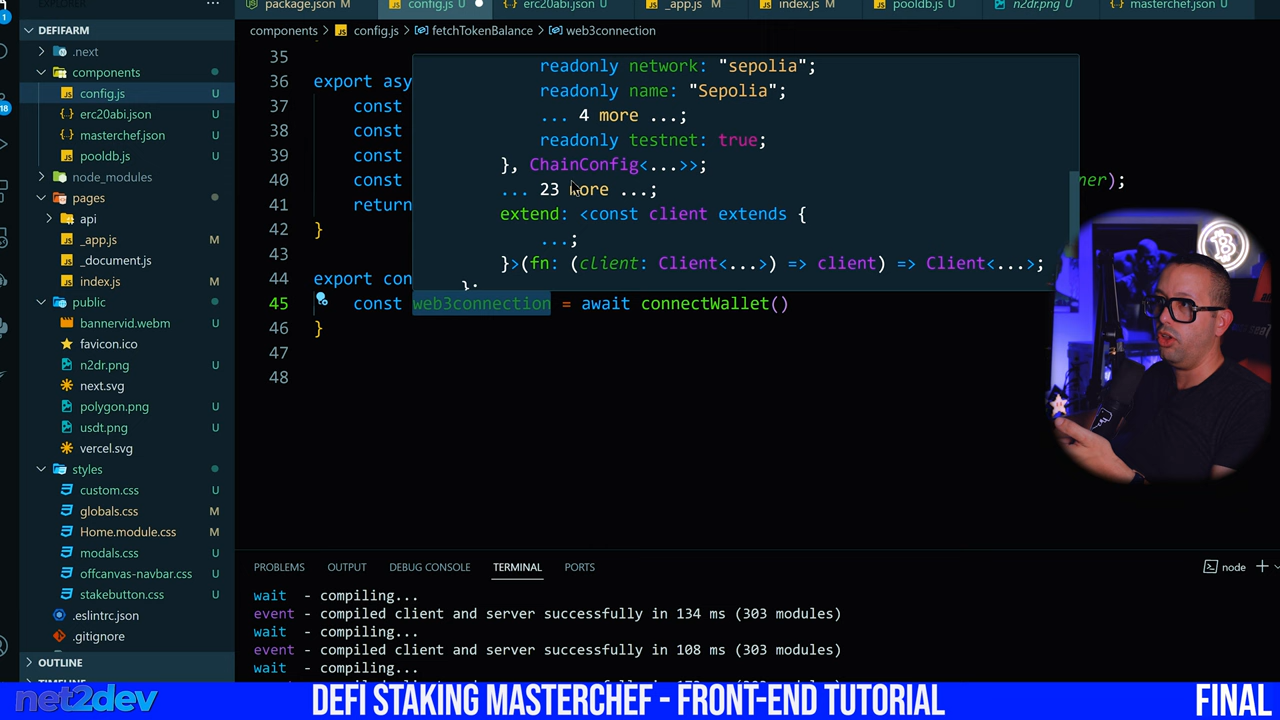 EXPLORER
package.json M
config.js U
erc20abi.json U
_app.js M
index.js M
pooldb.js U
n2dr.png U
masterchef.json U
DEFIFARM
components > config.js > fetchTokenBalance > web3connection
.next
components
config.js U
erc20abi.json U
masterchef.json U
pooldb.js U
node_modules
pages
api
_app.js M
_document.js U
index.js M
public
bannervid.webm U
favicon.ico U
n2dr.png U
next.svg U
polygon.png U
usdt.png U
vercel.svg U
styles
custom.css U
globals.css M
Home.module.css M
modals.css U
offcanvas-navbar.css U
stakebutton.css U
.eslintrc.json U
.gitignore U
OUTLINE
18
35
36 export asy
37 const
38 const
39 const
40 const ner);
41 return
42 }
43
44 export con
45 const web3connection = await connectWallet()
46 }
47
48
readonly network: "sepolia";
readonly name: "Sepolia";
... 4 more ...;
readonly testnet: true;
}, ChainConfig<...>>;
... 23 more ...;
extend: <const client extends {
...;
}>(fn: (client: Client<...>) => client) => Client<...>;
};
PROBLEMS OUTPUT DEBUG CONSOLE TERMINAL PORTS
node
wait - compiling...
event - compiled client and server successfully in 134 ms (303 modules)
wait - compiling...
event - compiled client and server successfully in 108 ms (303 modules)
wait - compiling...
net2dev
DEFI STAKING MASTERCHEF - FRONT-END TUTORIAL
FINAL